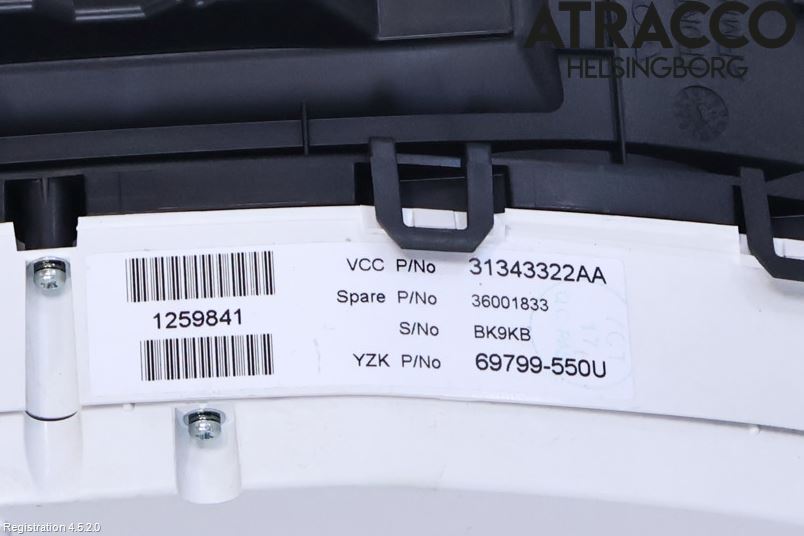 ATRACCO
HELSINGBORG
1259841
VCC P/No 31343322AA
Spare P/No 36001833
S/No BK9KB
YZK P/No 69799-550U
Registration 4.5.2.0